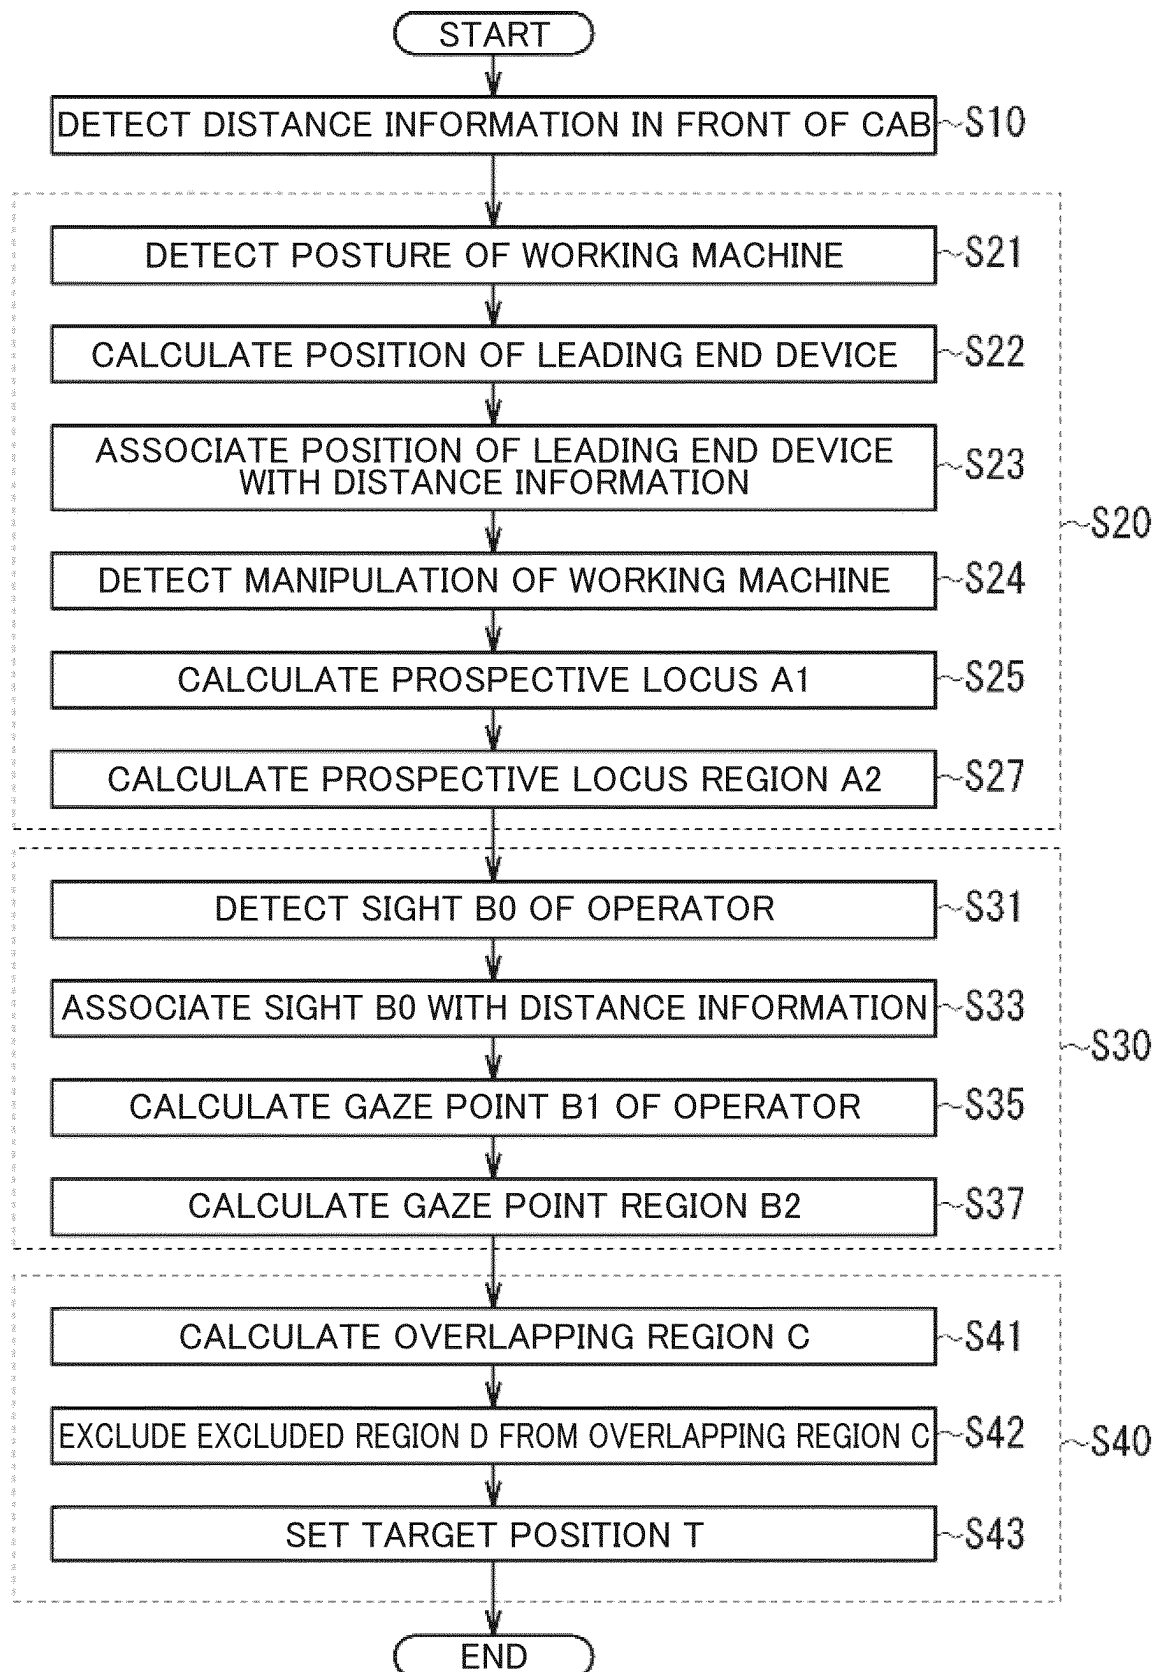 START
DETECT DISTANCE INFORMATION IN FRONT OF CAB
S10
DETECT POSTURE OF WORKING MACHINE
S21
CALCULATE POSITION OF LEADING END DEVICE
S22
ASSOCIATE POSITION OF LEADING END DEVICE
WITH DISTANCE INFORMATION
S23
S20
DETECT MANIPULATION OF WORKING MACHINE
S24
CALCULATE PROSPECTIVE LOCUS A1
S25
CALCULATE PROSPECTIVE LOCUS REGION A2
S27
DETECT SIGHT B0 OF OPERATOR
S31
ASSOCIATE SIGHT B0 WITH DISTANCE INFORMATION
S33
S30
CALCULATE GAZE POINT B1 OF OPERATOR
S35
CALCULATE GAZE POINT REGION B2
S37
CALCULATE OVERLAPPING REGION C
S41
EXCLUDE EXCLUDED REGION D FROM OVERLAPPING REGION C
S42
S40
SET TARGET POSITION T
S43
END